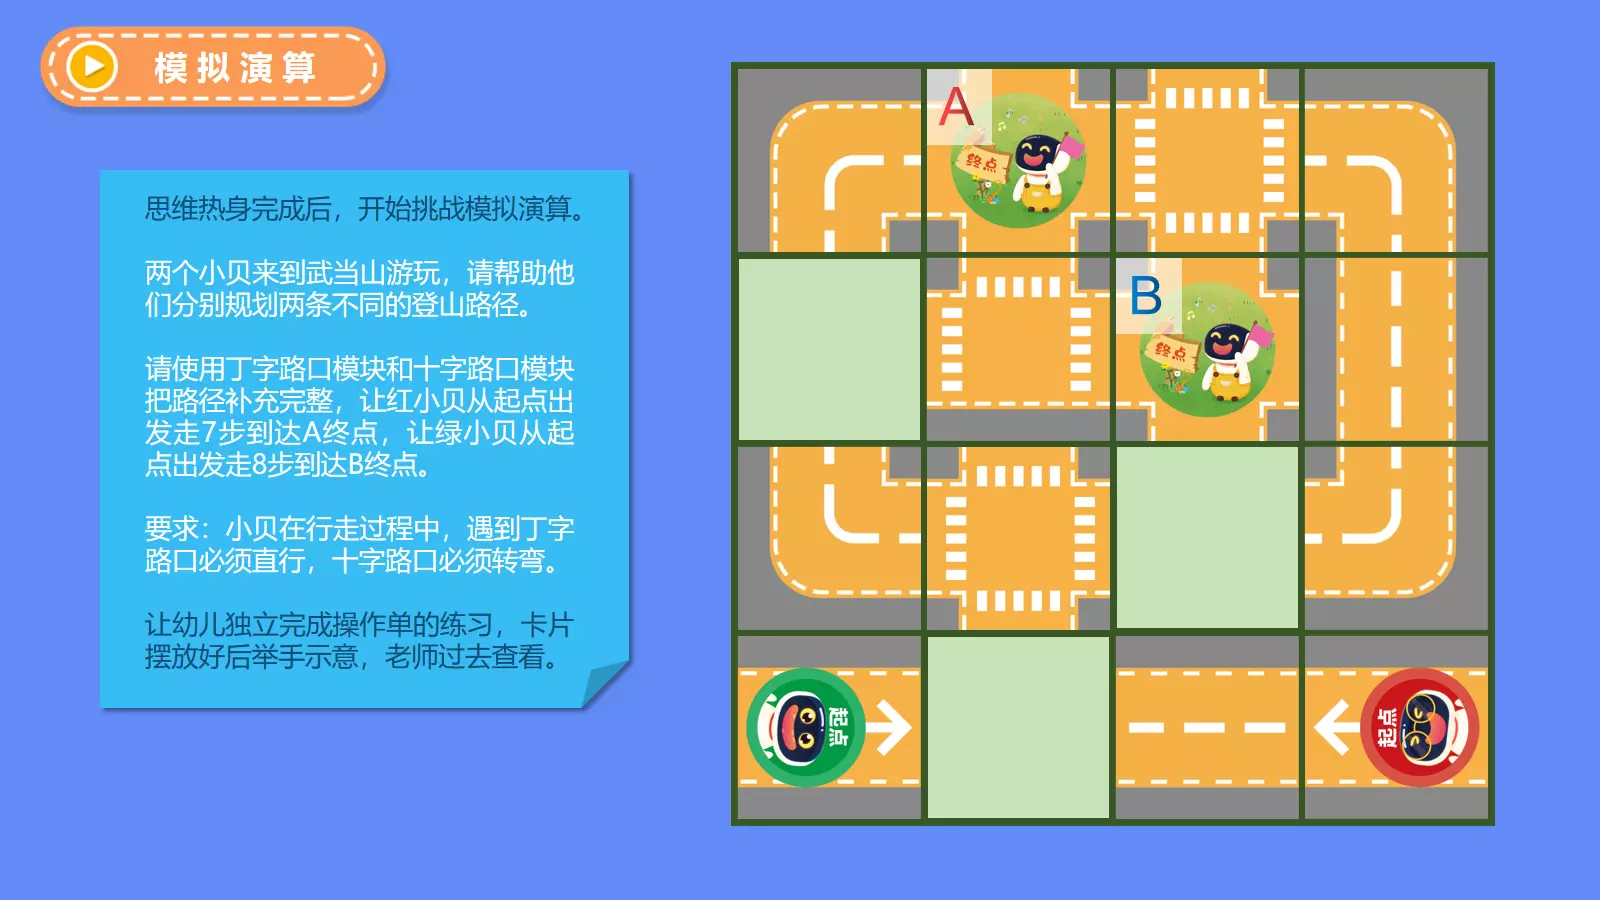 模拟演算
思维热身完成后，开始挑战模拟演算。
两个小贝来到武当山游玩，请帮助他
们分别规划两条不同的登山路径。
请使用丁字路口模块和十字路口模块
把路径补充完整，让红小贝从起点出
发走7步到达A终点，让绿小贝从起
点出发走8步到达B终点。
要求：小贝在行走过程中，遇到丁字
路口必须直行，十字路口必须转弯。
让幼儿独立完成操作单的练习，卡片
摆放好后举手示意，老师过去查看。
A
终点
B
终点
起点
起点